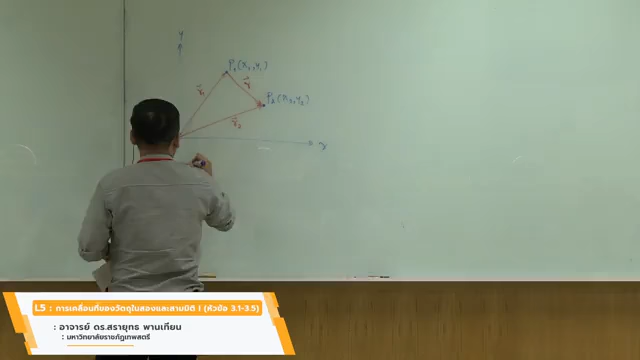 y
P₁(x₁,y₁)
r⃗₁
r⃗
P₂(x₂,y₂)
r⃗₂
x
L5 : การเคลื่อนที่ของวัตถุในสองและสามมิติ I (หัวข้อ 3.1-3.5)
: อาจารย์ ดร.สรายุทธ พานเทียน
: มหาวิทยาลัยราชภัฏเทพสตรี